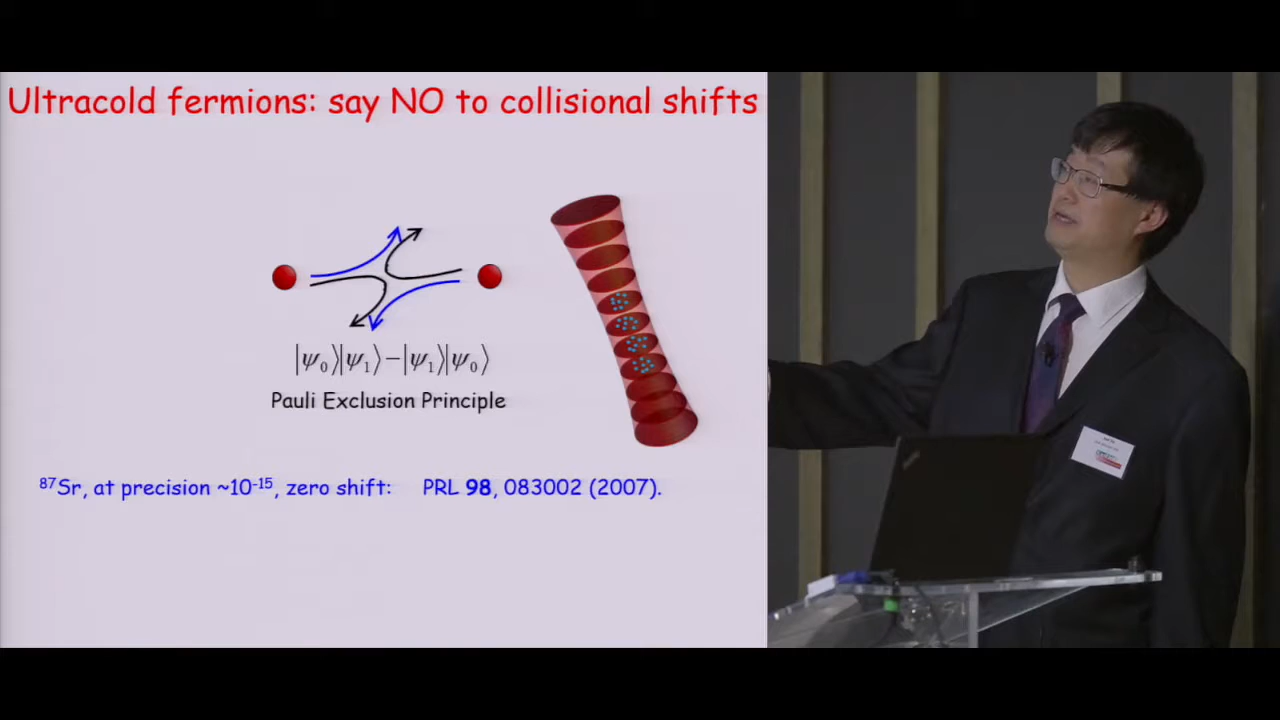 Ultracold fermions: say NO to collisional shifts
|ψ₀⟩|ψ₁⟩−|ψ₁⟩|ψ₀⟩
Pauli Exclusion Principle
⁸⁷Sr, at precision ~10⁻¹⁵, zero shift: PRL 98, 083002 (2007).